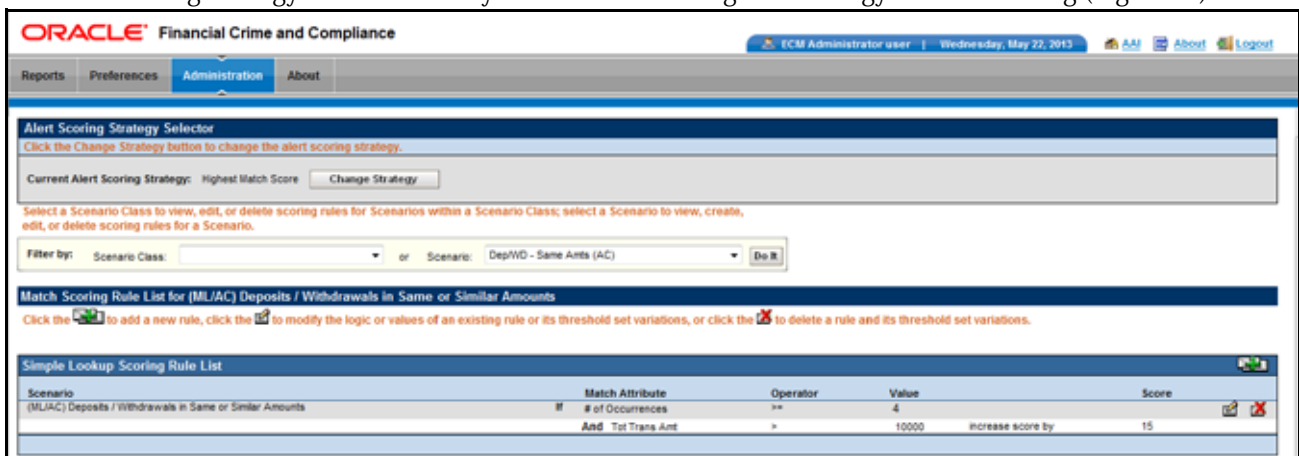 ORACLE® Financial Crime and Compliance
ECM Administrator user | Wednesday, May 22, 2013 AAI About Logout
Reports Preferences Administration About
Alert Scoring Strategy Selector
Click the Change Strategy button to change the alert scoring strategy.
Current Alert Scoring Strategy: Highest Match Score Change Strategy
Select a Scenario Class to view, edit, or delete scoring rules for Scenarios within a Scenario Class; select a Scenario to view, create,
edit, or delete scoring rules for a Scenario.
Filter by: Scenario Class: or Scenario: Dep/WD - Same Amts (AC) Do It
Match Scoring Rule List for (ML/AC) Deposits / Withdrawals in Same or Similar Amounts
Click the to add a new rule, click the to modify the logic or values of an existing rule or its threshold set variations, or click the to delete a rule and its threshold set variations.
Simple Lookup Scoring Rule List
Scenario Match Attribute Operator Value Score
(ML/AC) Deposits / Withdrawals in Same or Similar Amounts If # of Occurrences >= 4
And Tot Trans Amt > 10000 increase score by 15